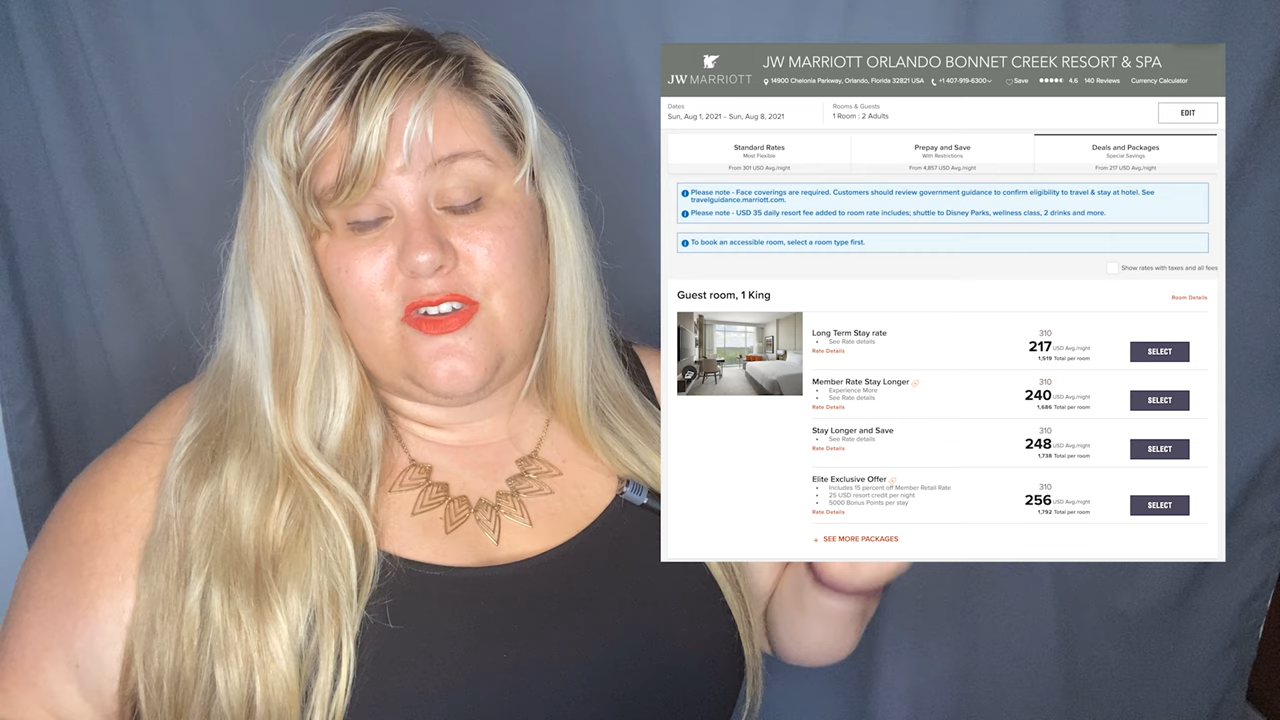 JW MARRIOTT
JW MARRIOTT ORLANDO BONNET CREEK RESORT & SPA
14900 Chelonia Parkway, Orlando, Florida 32821 USA +1 407-919-6300 Save 4.6 140 Reviews Currency Calculator
Dates
Sun, Aug 1, 2021 – Sun, Aug 8, 2021
Rooms & Guests
1 Room : 2 Adults
EDIT
Standard Rates
Most Flexible
From 301 USD Avg./night
Prepay and Save
With Restrictions
From 4,857 USD Avg./night
Deals and Packages
Special Savings
From 217 USD Avg./night
Please note - Face coverings are required. Customers should review government guidance to confirm eligibility to travel & stay at hotel. See
travelguidance.marriott.com.
Please note - USD 35 daily resort fee added to room rate includes; shuttle to Disney Parks, wellness class, 2 drinks and more.
To book an accessible room, select a room type first.
Show rates with taxes and all fees
Guest room, 1 King
Room Details
Long Term Stay rate
• See Rate details
Rate Details
310
217 USD Avg./night
1,519 Total per room
SELECT
Member Rate Stay Longer
• Experience More
• See Rate details
Rate Details
310
240 USD Avg./night
1,686 Total per room
SELECT
Stay Longer and Save
• See Rate details
Rate Details
310
248 USD Avg./night
1,738 Total per room
SELECT
Elite Exclusive Offer
• Includes 15 percent off Member Retail Rate
• 25 USD resort credit per night
• 5000 Bonus Points per stay
Rate Details
310
256 USD Avg./night
1,792 Total per room
SELECT
+ SEE MORE PACKAGES